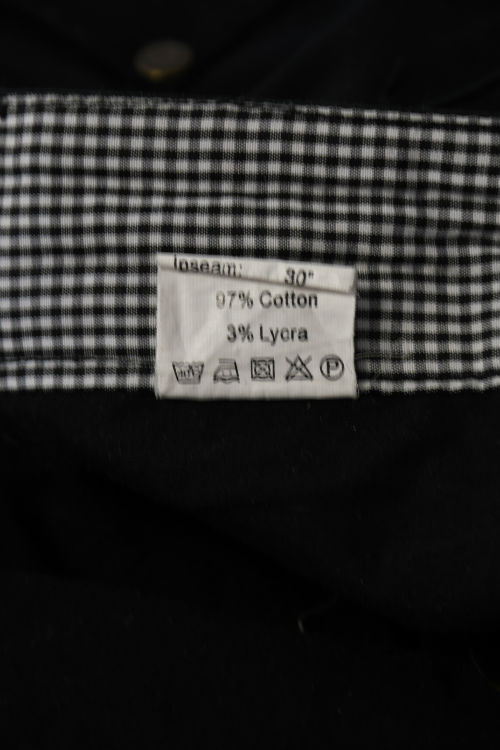 Inseam: 30"
97% Cotton
3% Lycra
P